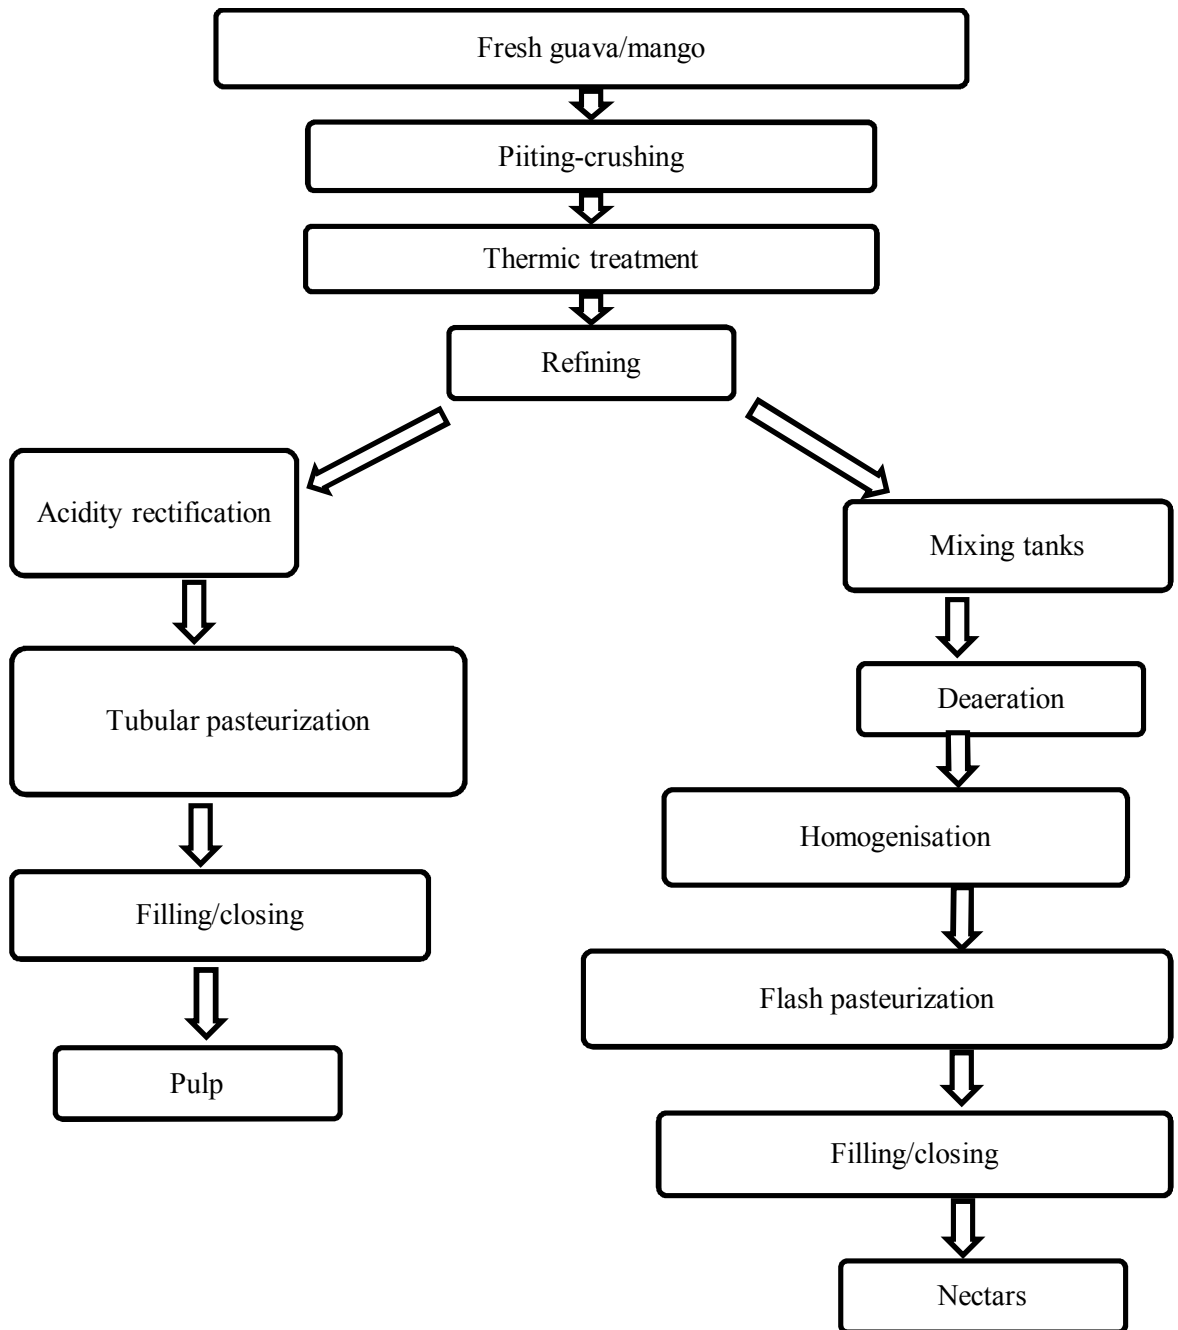 Fresh guava/mango
Piiting-crushing
Thermic treatment
Refining
Acidity rectification
Tubular pasteurization
Filling/closing
Pulp
Mixing tanks
Deaeration
Homogenisation
Flash pasteurization
Filling/closing
Nectars